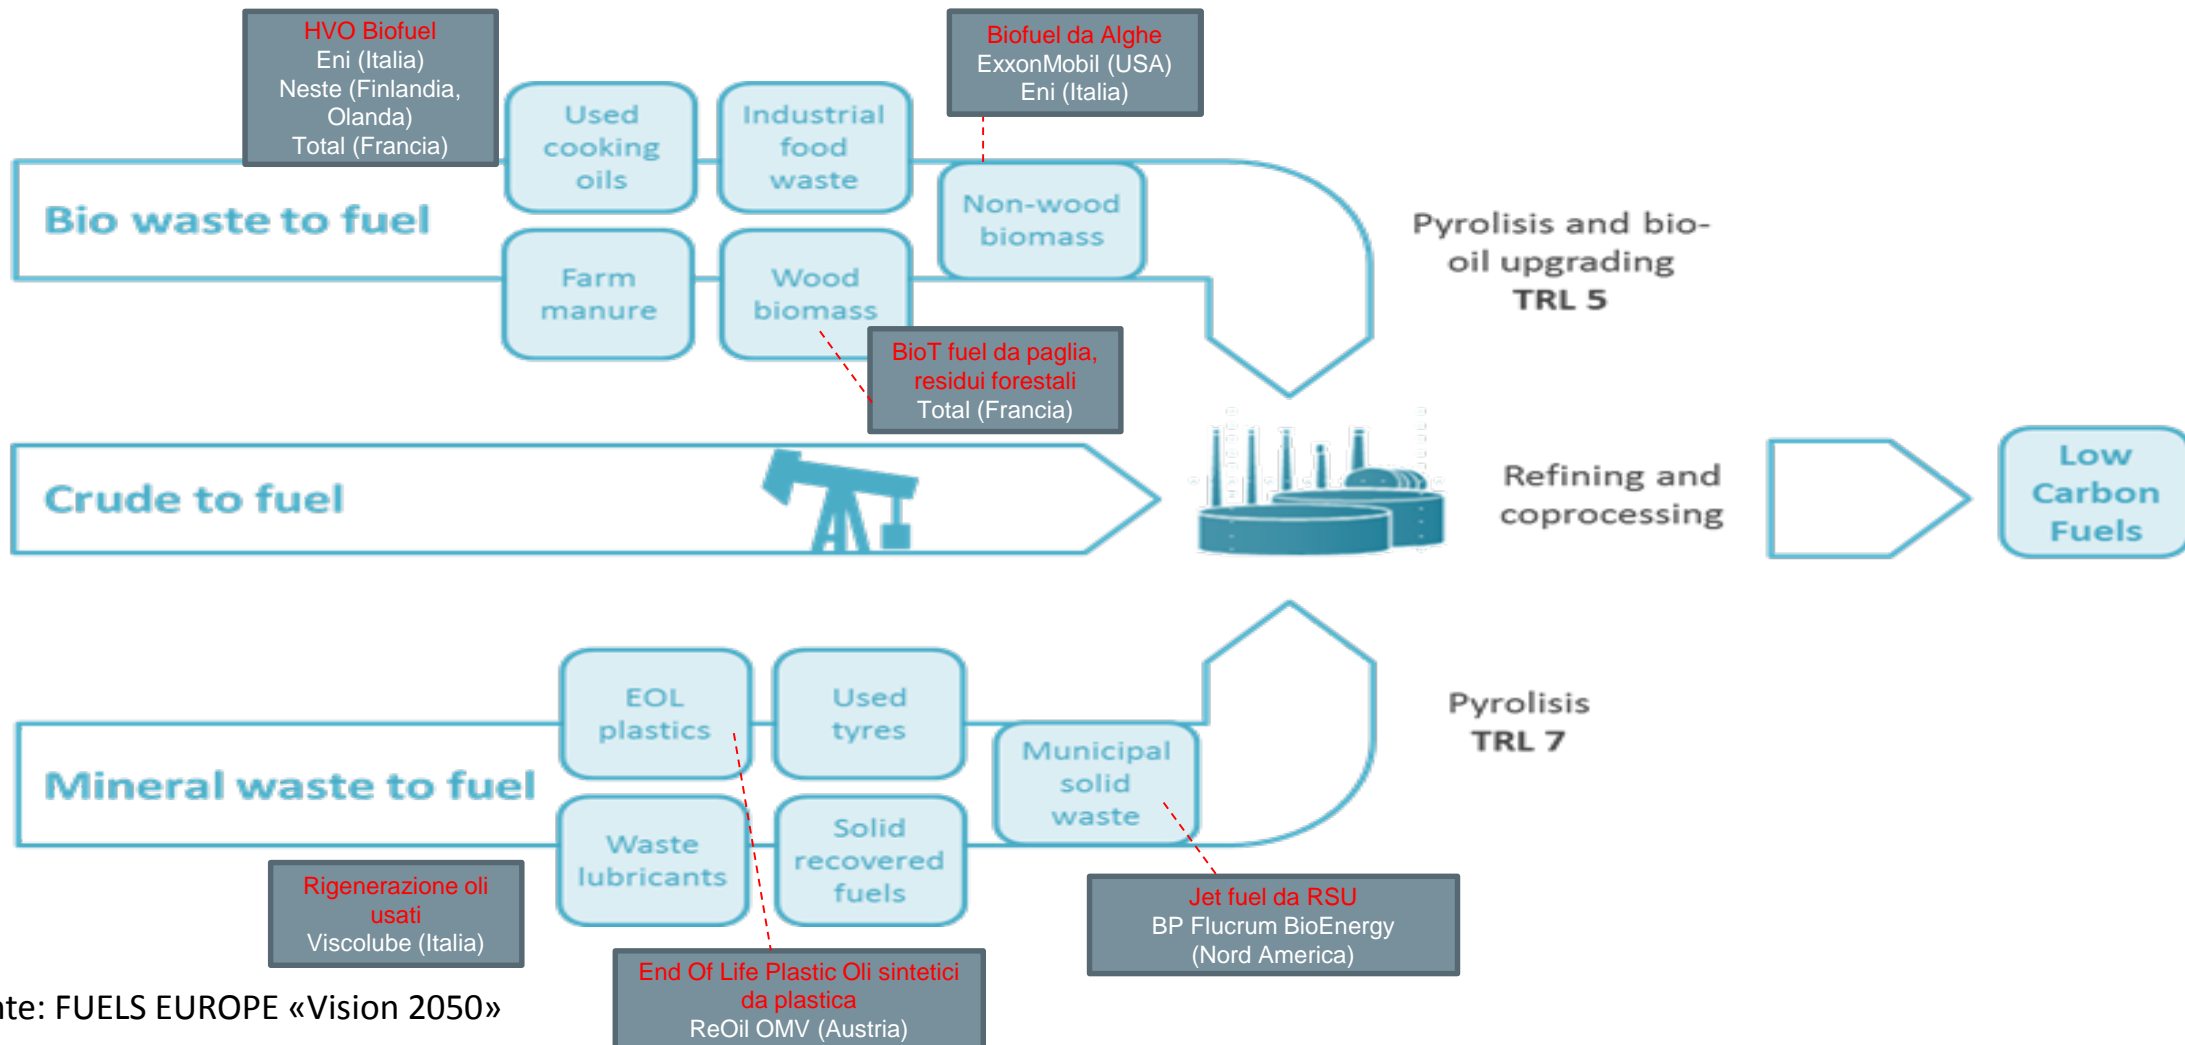 HVO Biofuel
Eni (Italia)
Neste (Finlandia,
Olanda)
Total (Francia)
Biofuel da Alghe
ExxonMobil (USA)
Eni (Italia)
Used
cooking
oils
Industrial
food
waste
Bio waste to fuel
Non-wood
biomass
Farm
manure
Wood
biomass
Pyrolisis and bio-
oil upgrading
TRL 5
BioT fuel da paglia,
residui forestali
Total (Francia)
Crude to fuel
Refining and
coprocessing
Low
Carbon
Fuels
EOL
plastics
Used
tyres
Municipal
solid
waste
Mineral waste to fuel
Waste
lubricants
Solid
recovered
fuels
Pyrolisis
TRL 7
Rigenerazione oli
usati
Viscolube (Italia)
Jet fuel da RSU
BP Flucrum BioEnergy
(Nord America)
End Of Life Plastic Oli sintetici
da plastica
ReOil OMV (Austria)
nte: FUELS EUROPE «Vision 2050»